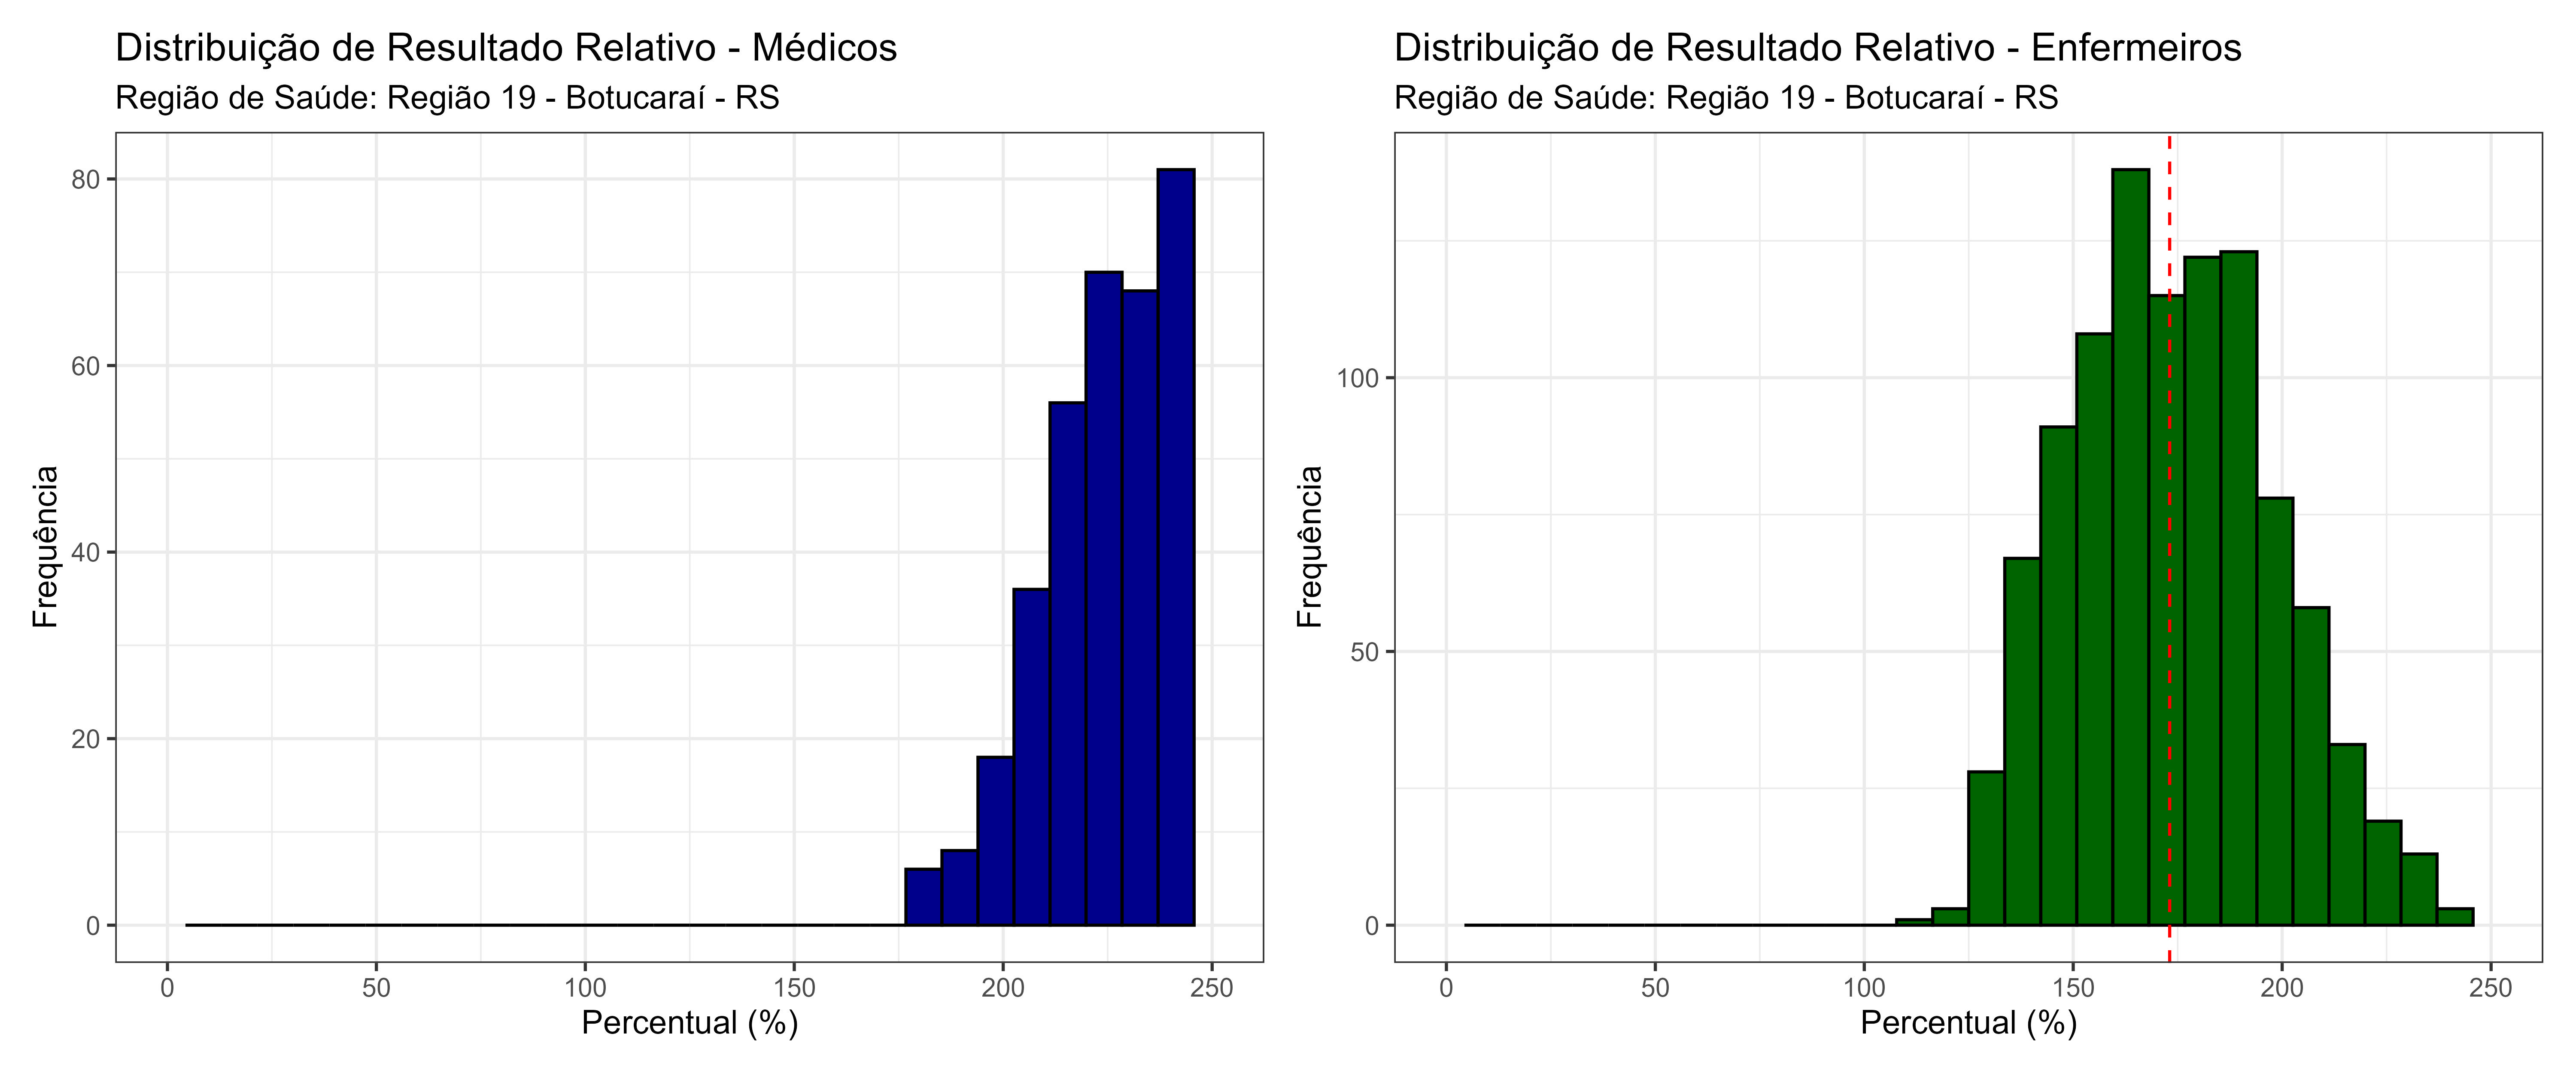 Distribuição de Resultado Relativo - Médicos
Região de Saúde: Região 19 - Botucaraí - RS
Frequência
80
60
40
20
0
0 50 100 150 200 250
Percentual (%)
Distribuição de Resultado Relativo - Enfermeiros
Região de Saúde: Região 19 - Botucaraí - RS
Frequência
100
50
0
0 50 100 150 200 250
Percentual (%)